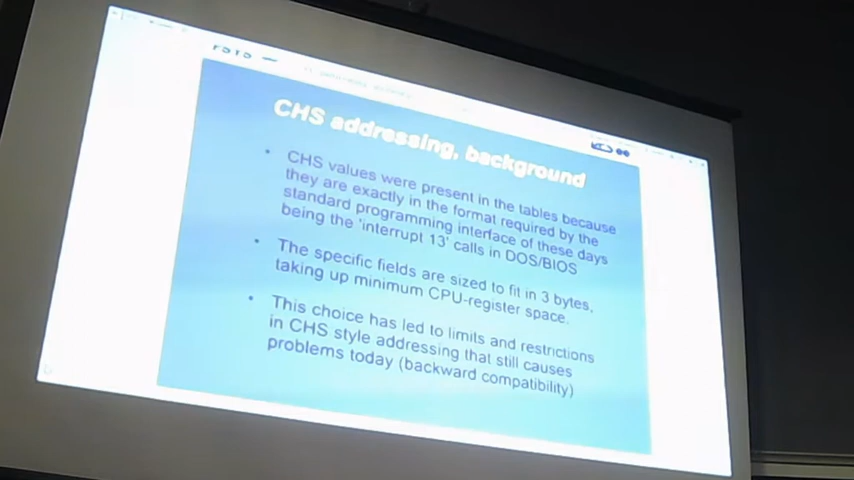 FSTS
CHS addressing, background
• CHS values were present in the tables because
they are exactly in the format required by the
standard programming interface of these days
being the 'interrupt 13' calls in DOS/BIOS
• The specific fields are sized to fit in 3 bytes,
taking up minimum CPU-register space.
• This choice has led to limits and restrictions
in CHS style addressing that still causes
problems today (backward compatibility)